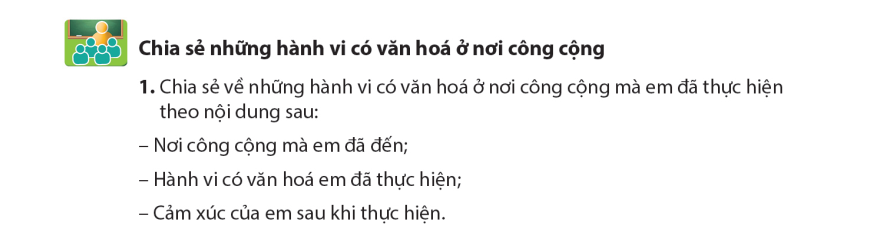 Chia sẻ những hành vi có văn hoá ở nơi công cộng
1. Chia sẻ về những hành vi có văn hoá ở nơi công cộng mà em đã thực hiện
theo nội dung sau:
– Nơi công cộng mà em đã đến;
– Hành vi có văn hoá em đã thực hiện;
– Cảm xúc của em sau khi thực hiện.